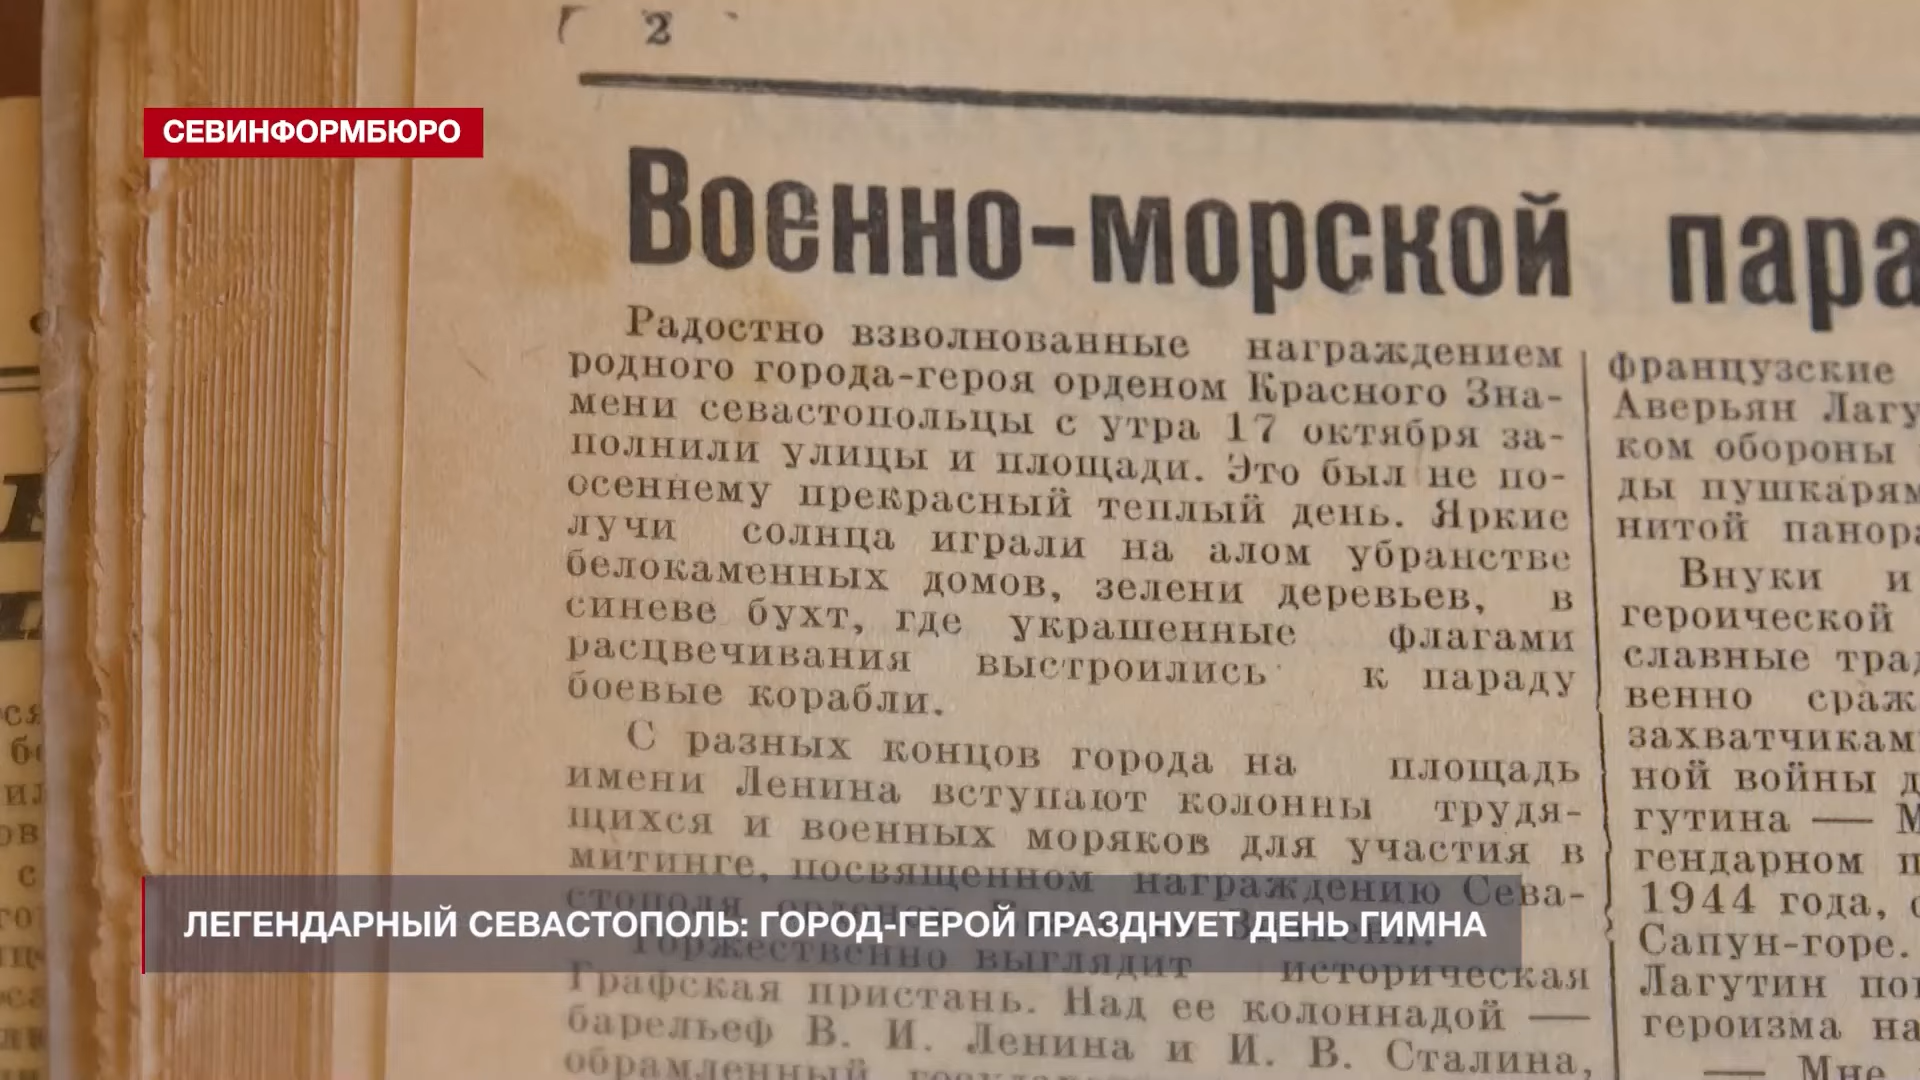 2
СЕВИНФОРМБЮРО
Военно-морской пара
Радостно взволнованные награждением
родного города-героя орденом Красного Зна-
мени севастопольцы с утра 17 октября за-
полнили улицы и площади. Это был не по-
осеннему прекрасный теплый день. Яркие
лучи солнца играли на алом убранстве
белокаменных домов, зелени деревьев, в
синеве бухт, где украшенные флагами
расцвечивания выстроились к параду
боевые корабли.
С разных концов города на площадь
имени Ленина вступают колонны трудя-
щихся и военных моряков для участия в
митинге, посвященном награждению Сева-
стополя орденом
Торжественно выглядит историческая
Графская пристань. Над ее колоннадой —
барельеф В. И. Ленина и И. В. Сталина,
обрамленный
французские
Аверьян Лагу
ком обороны
ды пушкарям
нитой панора
Внуки и
героической
славные трад
венно сраж
захватчикам
ной войны д
гутина — М
гендарном п
1944 года, с
Сапун-горе.
Лагутин пог
героизма на
— Мне
ЛЕГЕНДАРНЫЙ СЕВАСТОПОЛЬ: ГОРОД-ГЕРОЙ ПРАЗДНУЕТ ДЕНЬ ГИМНА